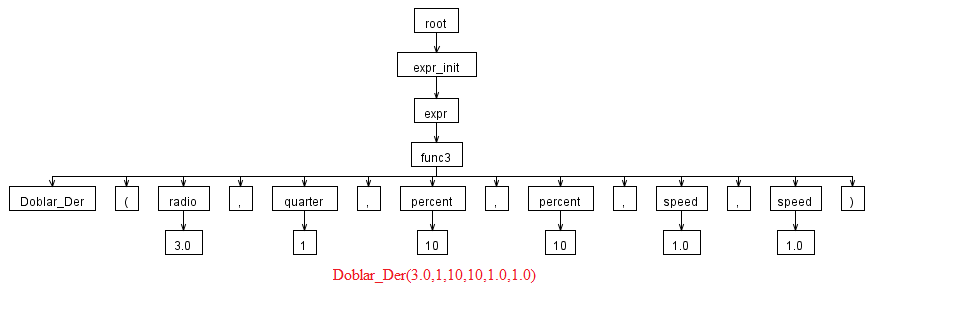 root
expr_init
expr
func3
Doblar_Der ( radio , quarter , percent , percent , speed , speed )
3.0 1 10 10 1.0 1.0
Doblar_Der(3.0,1,10,10,1.0,1.0)